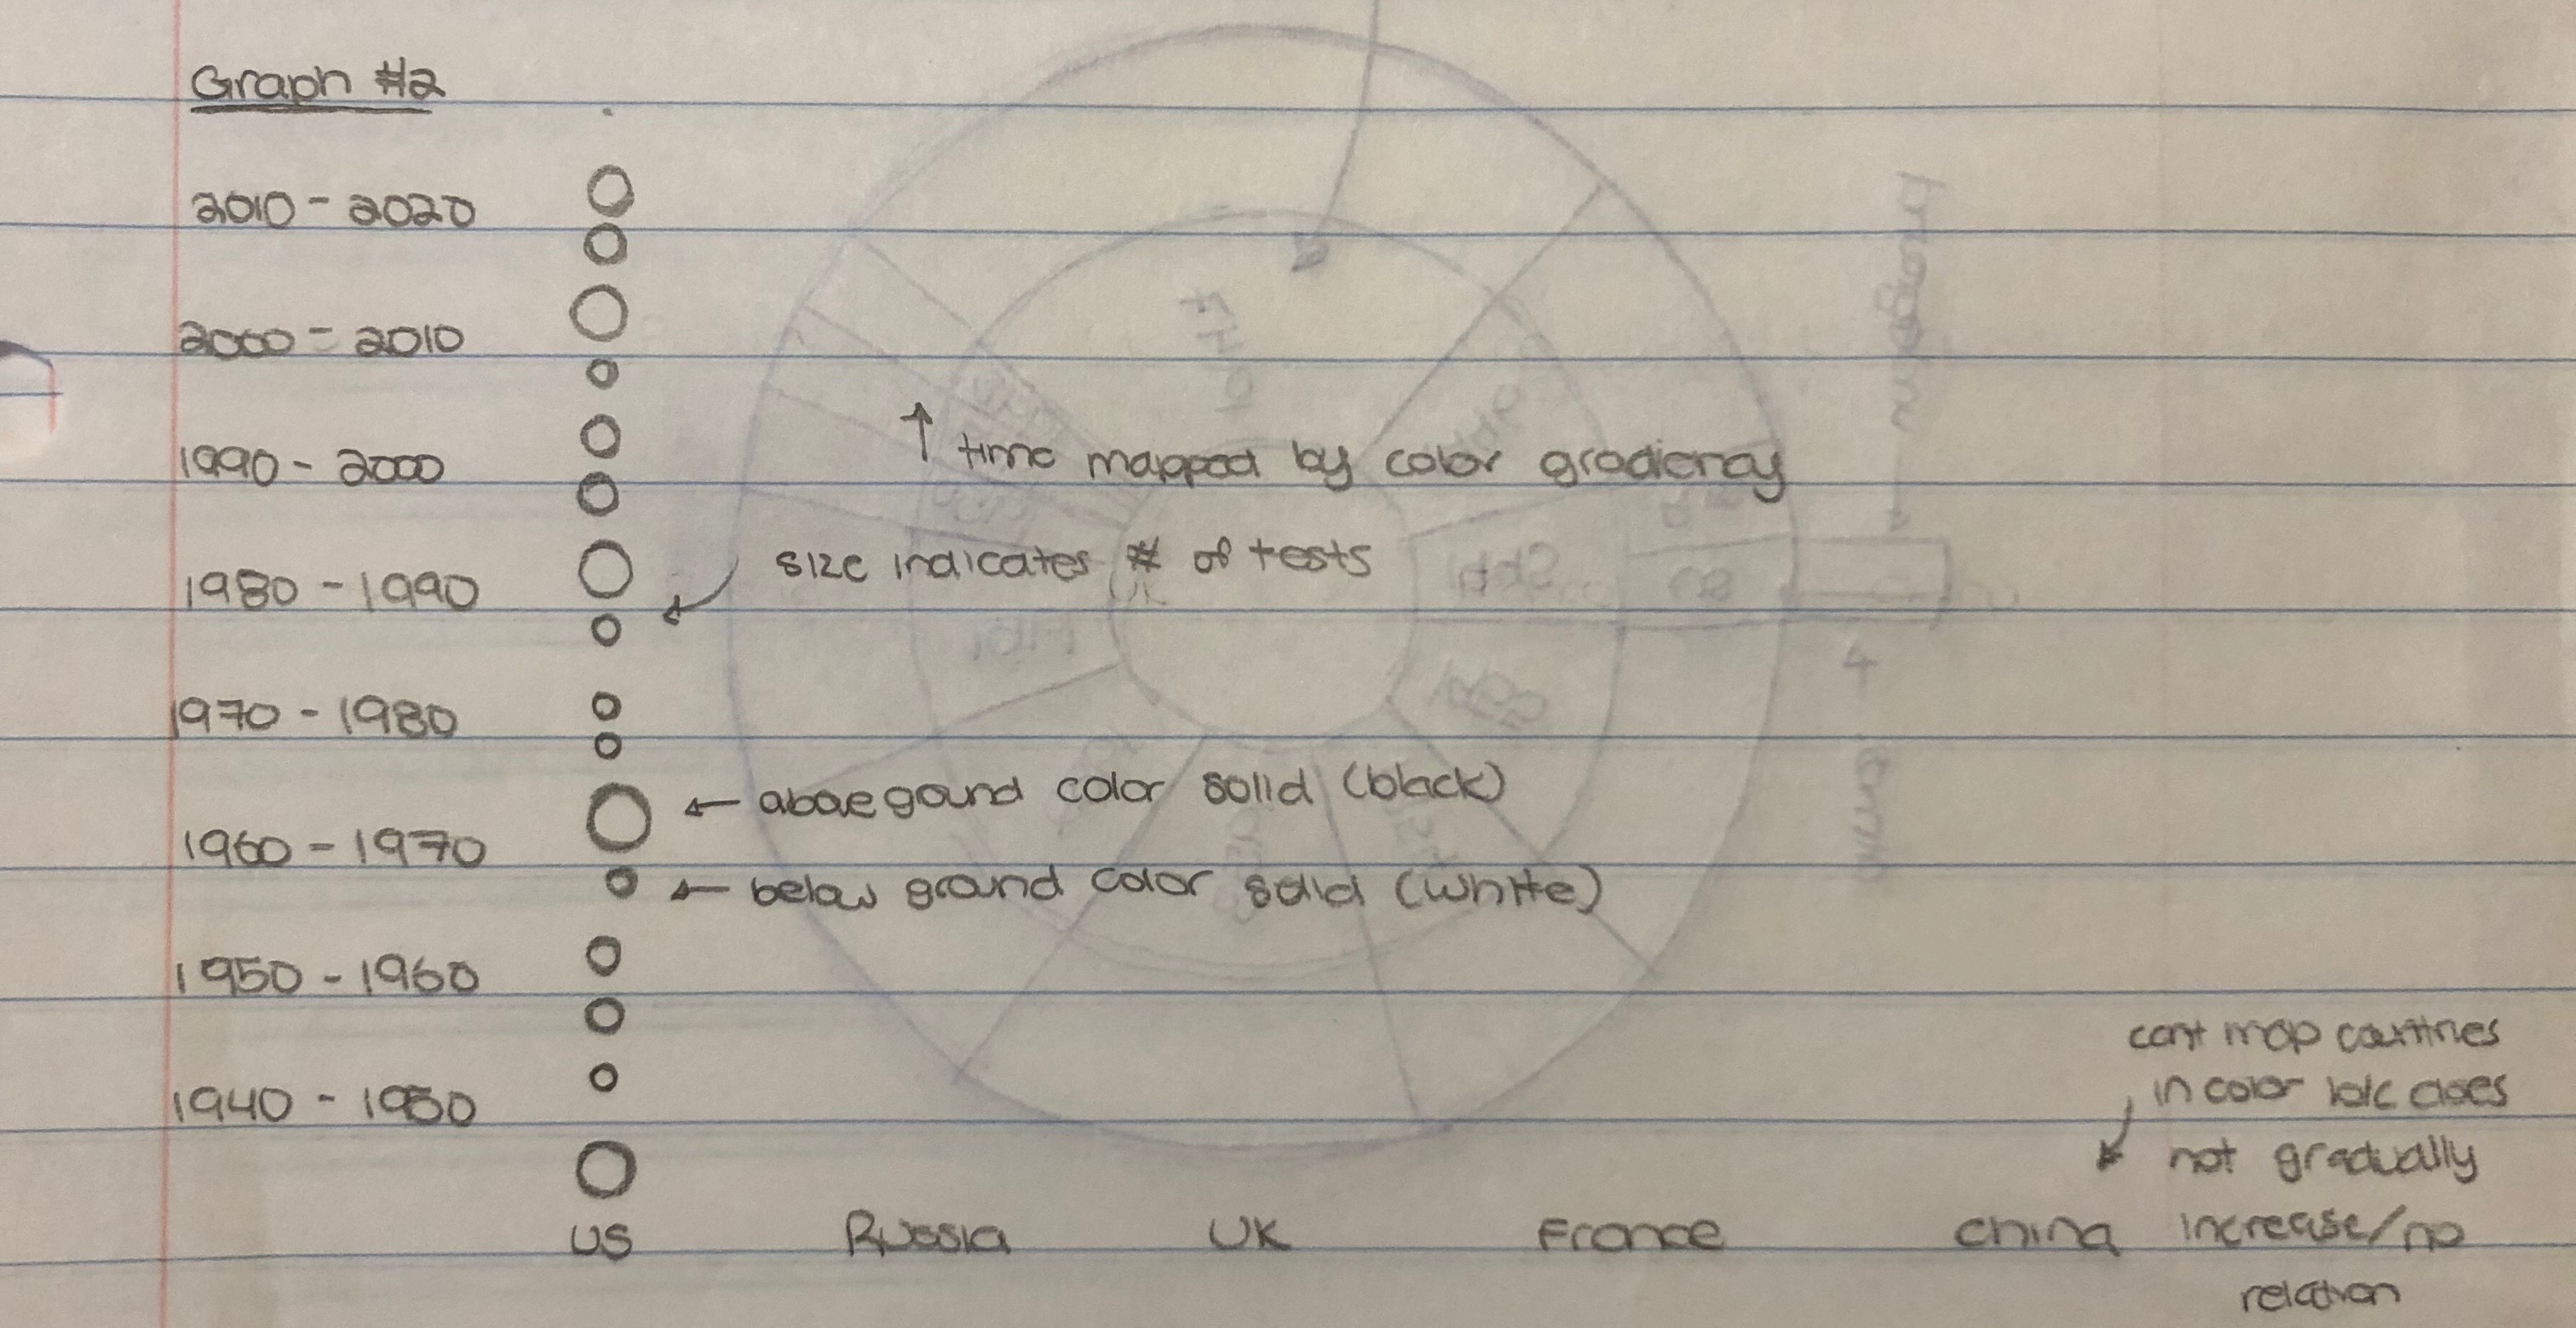 Graph #2
2010 - 2020
2000 - 2010
1990 - 2000
↑ time mapped by color gradiency
size indicates # of tests
1980 - 1990
1970 - 1980
← above gound color solid (black)
1960 - 1970
← below ground color solid (white)
1950 - 1960
1940 - 1950
cant map countries
in color b/c does
not gradually
increase/no
relation
US Russia UK France China